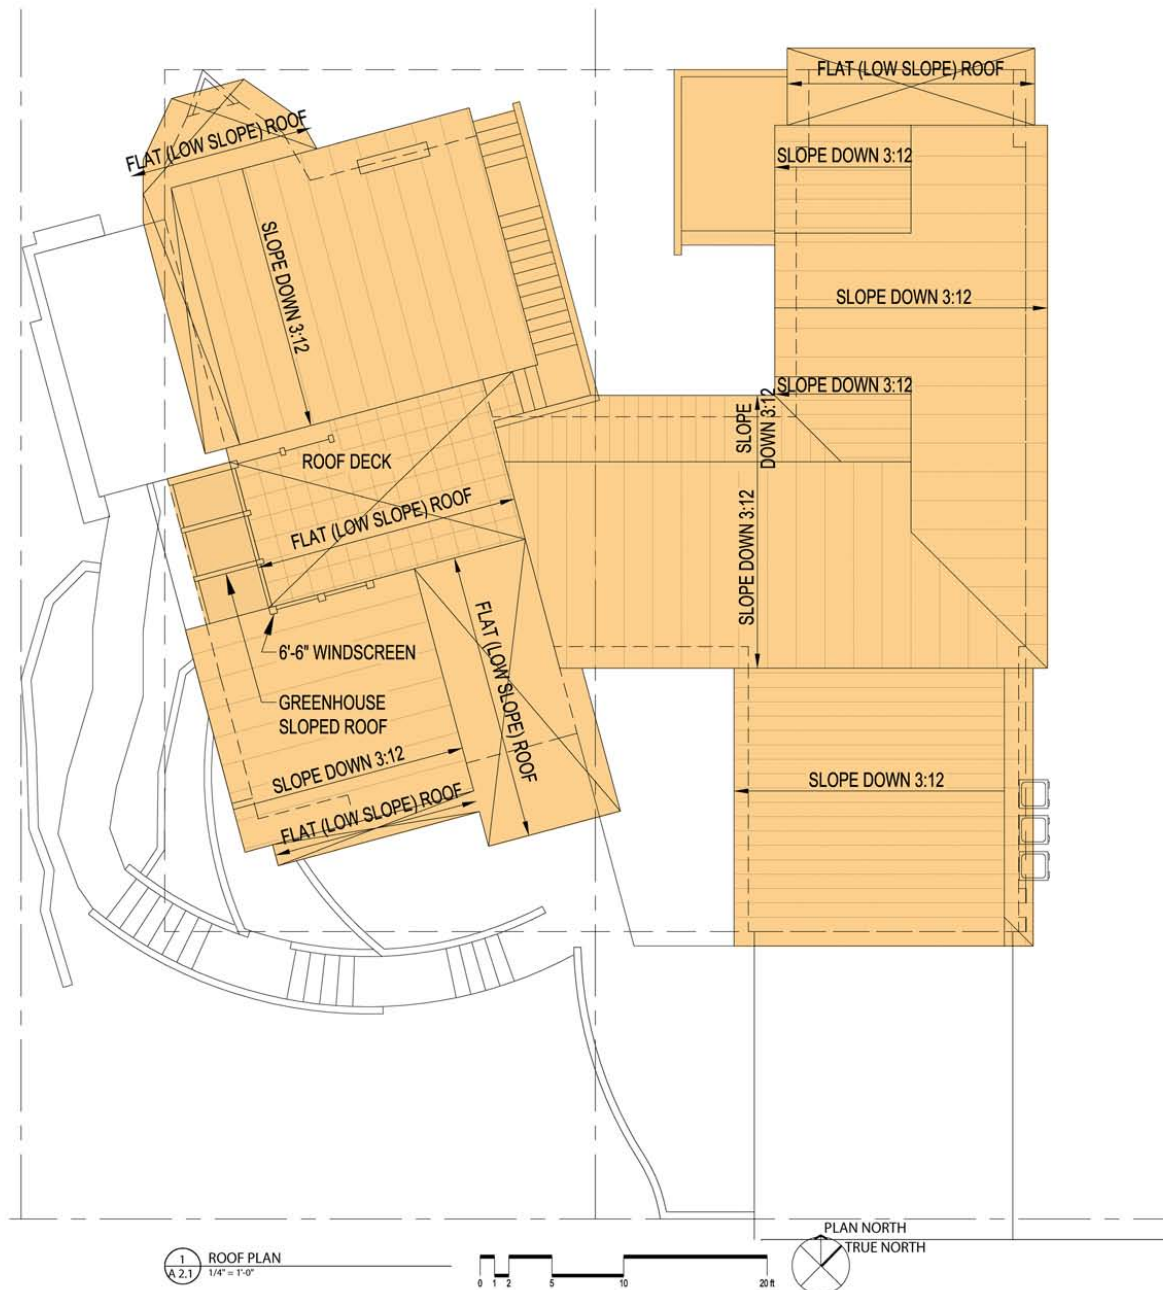 FLAT (LOW SLOPE) ROOF
FLAT (LOW SLOPE) ROOF
SLOPE DOWN 3:12
SLOPE DOWN 3:12
SLOPE DOWN 3:12
SLOPE DOWN 3:12
SLOPE
DOWN 3:12
ROOF DECK
FLAT (LOW SLOPE) ROOF
SLOPE DOWN 3:12
FLAT (LOW SLOPE) ROOF
6'-6" WINDSCREEN
GREENHOUSE
SLOPED ROOF
SLOPE DOWN 3:12
SLOPE DOWN 3:12
FLAT (LOW SLOPE) ROOF
PLAN NORTH
TRUE NORTH
1
A 2.1
ROOF PLAN
1/4" = 1'-0"
0 1 2 5 10 20 ft